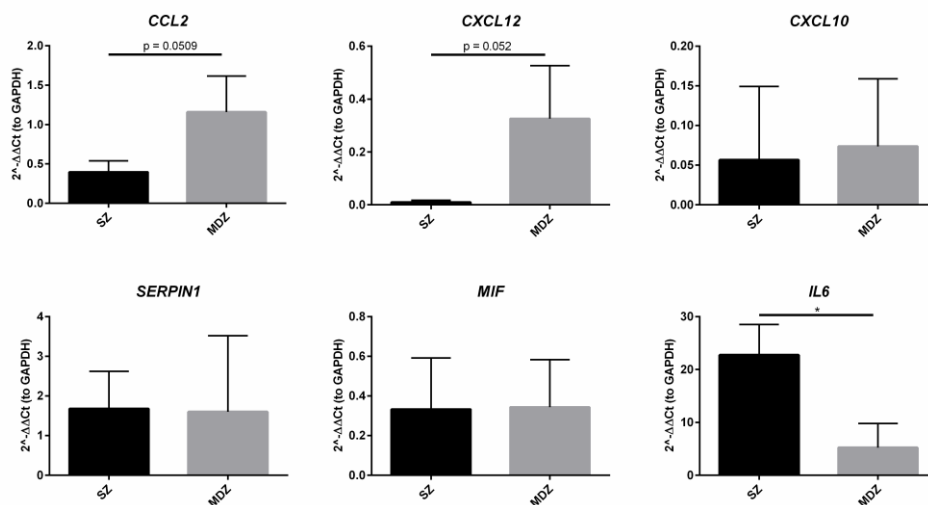 CCL2
2^-ΔΔCt (to GAPDH)
2.0
1.5
1.0
0.5
0.0
p = 0.0509
SZ
MDZ
CXCL12
2^-ΔΔCt (to GAPDH)
0.6
0.4
0.2
0.0
p = 0.052
SZ
MDZ
CXCL10
2^-ΔΔCt (to GAPDH)
0.20
0.15
0.10
0.05
0.00
SZ
MDZ
SERPIN1
2^-ΔΔCt (to GAPDH)
4
3
2
1
0
SZ
MDZ
MIF
2^-ΔΔCt (to GAPDH)
0.8
0.6
0.4
0.2
0.0
SZ
MDZ
IL6
2^-ΔΔCt (to GAPDH)
30
20
10
0
*
SZ
MDZ